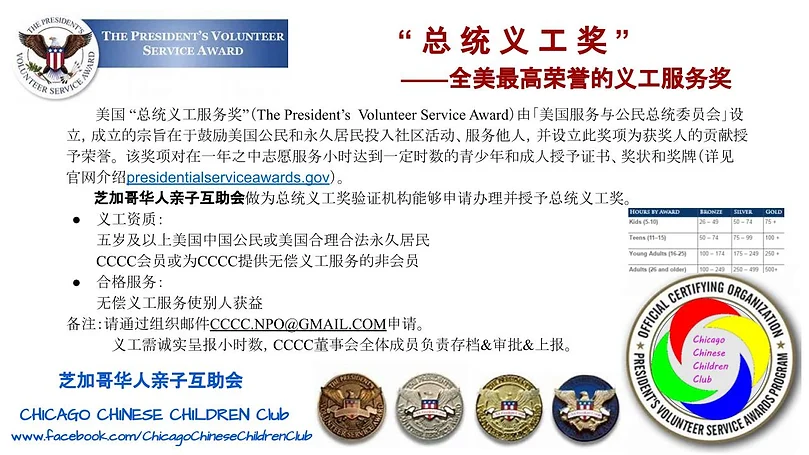 THE PRESIDENT'S VOLUNTEER SERVICE AWARD
THE PRESIDENT'S VOLUNTEER
SERVICE AWARD
“总统义工奖”
——全美最高荣誉的义工服务奖
美国 “总统义工服务奖”（The President’s Volunteer Service Award）由「美国服务与公民总统委员会」设
立，成立的宗旨在于鼓励美国公民和永久居民投入社区活动、服务他人，并设立此奖项为获奖人的贡献授
予荣誉。该奖项对在一年之中志愿服务小时达到一定时数的青少年和成人授予证书、奖状和奖牌（详见
官网介绍presidentialserviceawards.gov）。
芝加哥华人亲子互助会做为总统义工奖验证机构能够申请办理并授予总统义工奖。
● 义工资质：
五岁及以上美国中国公民或美国合理合法永久居民
CCCC会员或为CCCC提供无偿义工服务的非会员
● 合格服务：
无偿义工服务使别人获益
备注：请通过组织邮件CCCC.NPO@GMAIL.COM申请。
义工需诚实呈报小时数，CCCC董事会全体成员负责存档&审批&上报。
HOURS BY AWARD BRONZE SILVER GOLD
Kids (5-10) 26 – 49 50 – 74 75 +
Teens (11-15) 50 – 74 75 – 99 100 +
Young Adults (16-25) 100 – 174 175 – 249 250 +
Adults (26 and older) 100 – 249 250 – 499 500+
OFFICIAL CERTIFYING ORGANIZATION
Chicago
Chinese
Children
Club
PRESIDENT'S VOLUNTEER SERVICE AWARDS PROGRAM
芝加哥华人亲子互助会
CHICAGO CHINESE CHILDREN Club
www.facebook.com/ChicagoChineseChildrenClub